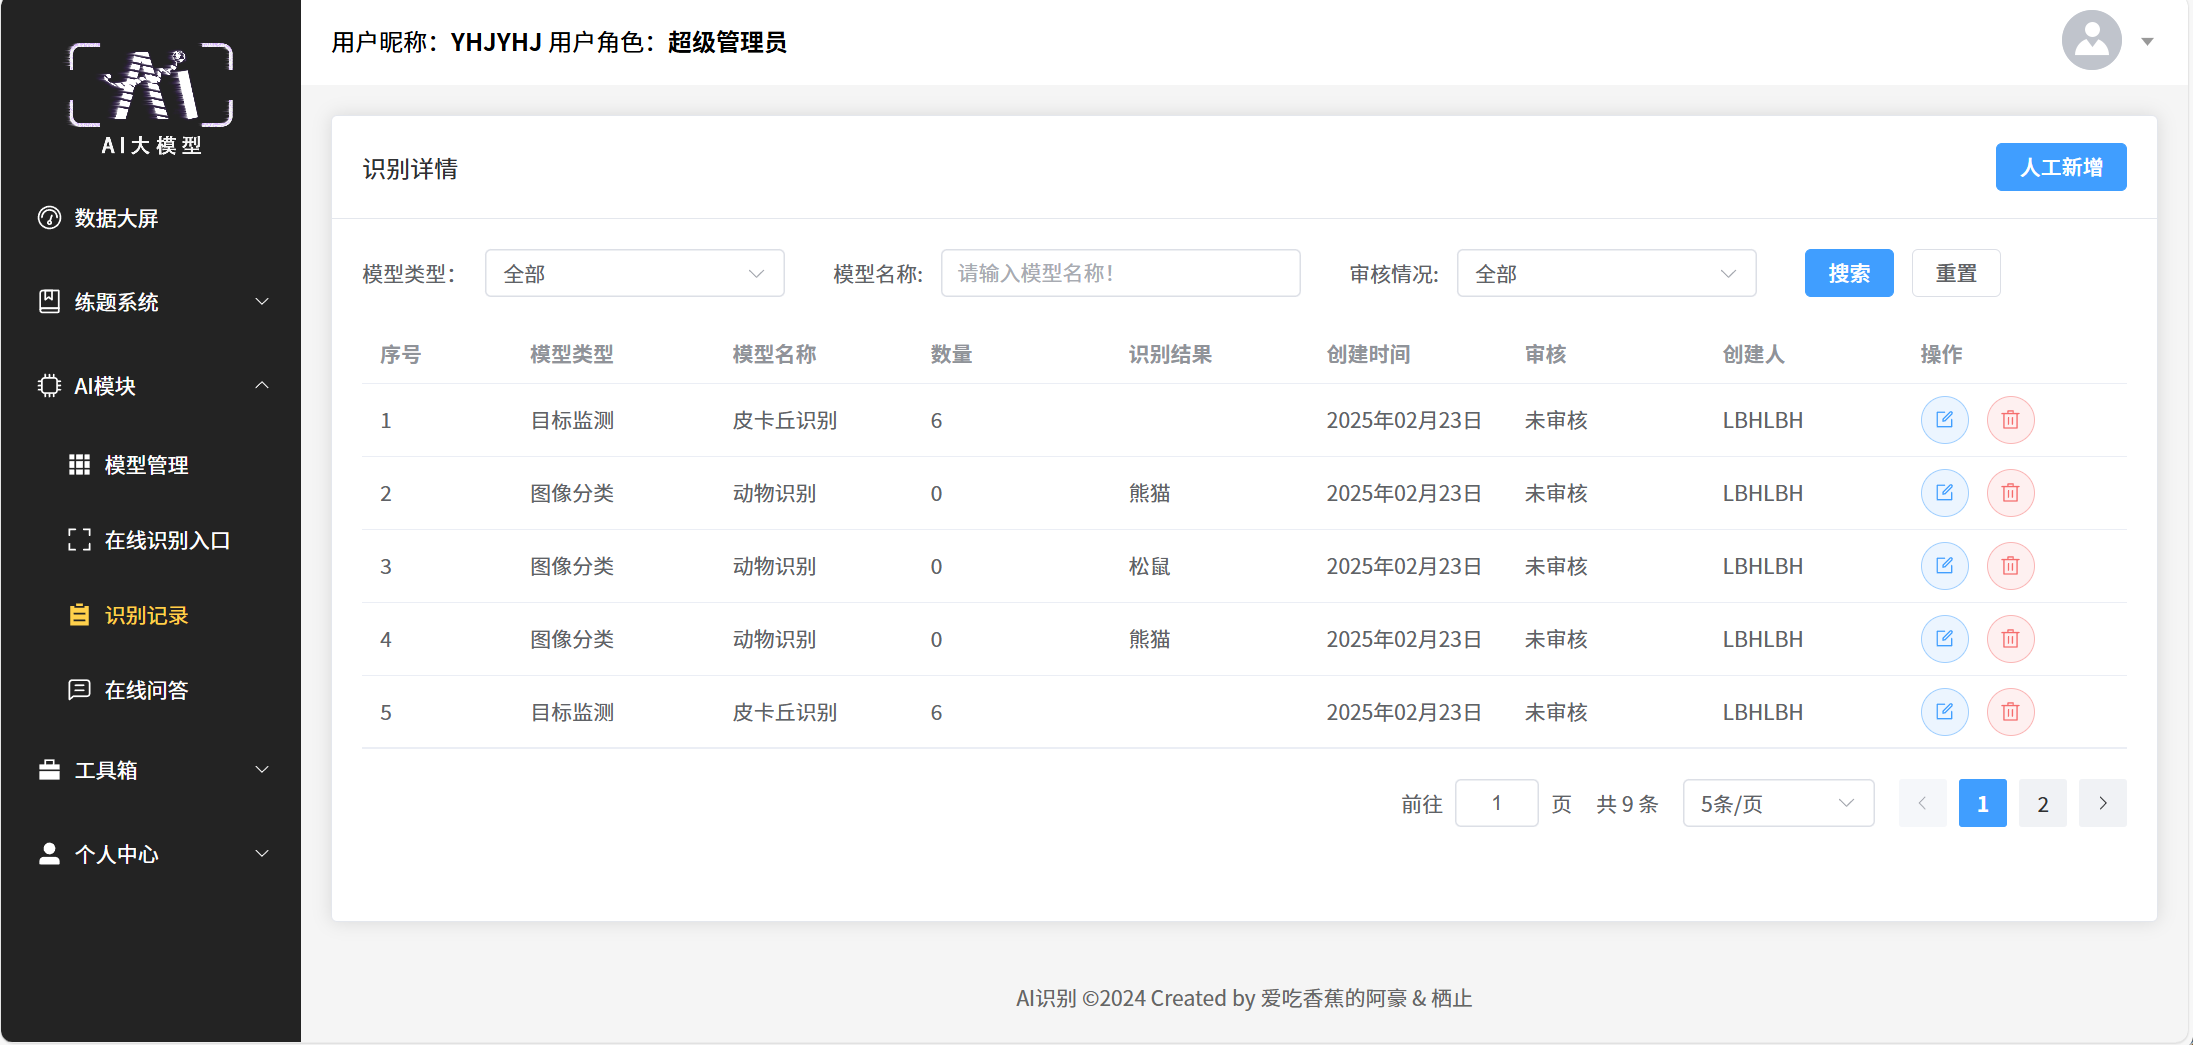 用户昵称：YHJYHJ 用户角色：超级管理员
Ai
AI大模型
数据大屏
练题系统
AI模块
模型管理
在线识别入口
识别记录
在线问答
工具箱
个人中心
识别详情
人工新增
模型类型： 全部 模型名称: 请输入模型名称！ 审核情况: 全部 搜索 重置
序号 模型类型 模型名称 数量 识别结果 创建时间 审核 创建人 操作
1 目标监测 皮卡丘识别 6 2025年02月23日 未审核 LBHLBH
2 图像分类 动物识别 0 熊猫 2025年02月23日 未审核 LBHLBH
3 图像分类 动物识别 0 松鼠 2025年02月23日 未审核 LBHLBH
4 图像分类 动物识别 0 熊猫 2025年02月23日 未审核 LBHLBH
5 目标监测 皮卡丘识别 6 2025年02月23日 未审核 LBHLBH
前往 1 页 共 9 条 5条/页 1 2
AI识别 ©2024 Created by 爱吃香蕉的阿豪 & 栖止